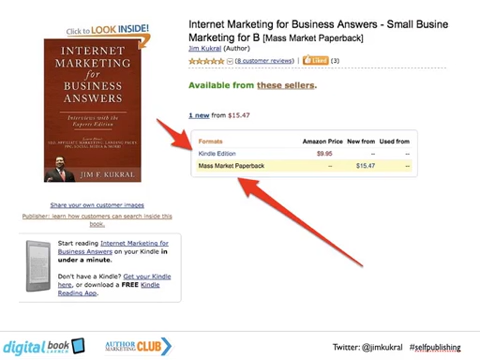 Click to LOOK INSIDE!
INTERNET
MARKETING
for
BUSINESS
ANSWERS
Interviews with the
Experts Edition
JIM F. KUKRAL
Share your own customer images
Publisher: learn how customers can search inside this
book.
Start reading Internet Marketing for
Business Answers on your Kindle in
under a minute.
Don't have a Kindle? Get your Kindle
here, or download a FREE Kindle
Reading App.
Internet Marketing for Business Answers - Small Busine
Marketing for B [Mass Market Paperback]
Jim Kukral (Author)
(8 customer reviews) | Liked (3)
Available from these sellers.
1 new from $15.47
Formats Amazon Price New from Used from
Kindle Edition $9.95 -- --
Mass Market Paperback -- $15.47 --
digital book LAUNCH
AUTHOR MARKETING CLUB
Twitter: @jimkukral #selfpublishing